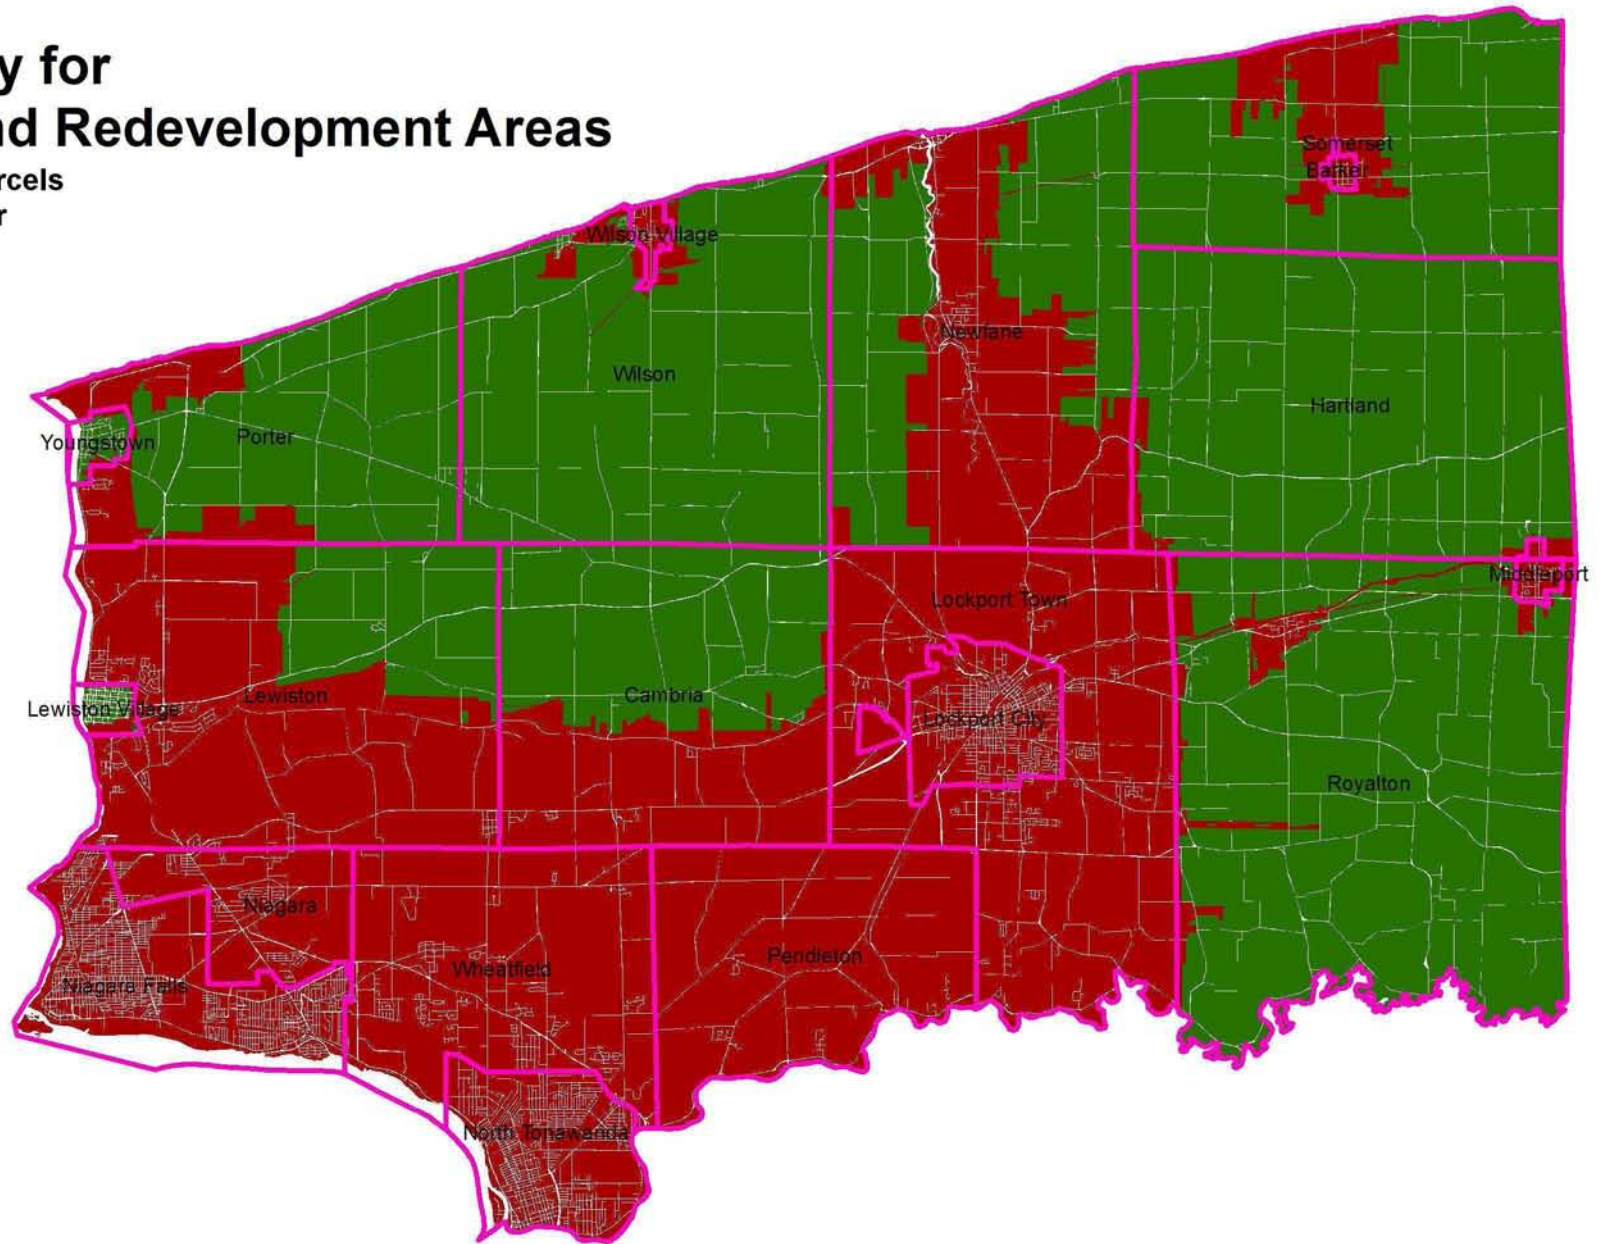 y for
nd Redevelopment Areas
rcels
r
Somerset
Barker
Wilson Village
Newfane
Wilson
Hartland
Youngstown
Porter
Middleport
Lockport Town
Lewiston
Cambria
Lewiston Village
Lockport City
Royalton
Niagara
Pendleton
Wheatfield
Niagara Falls
North Tonawanda